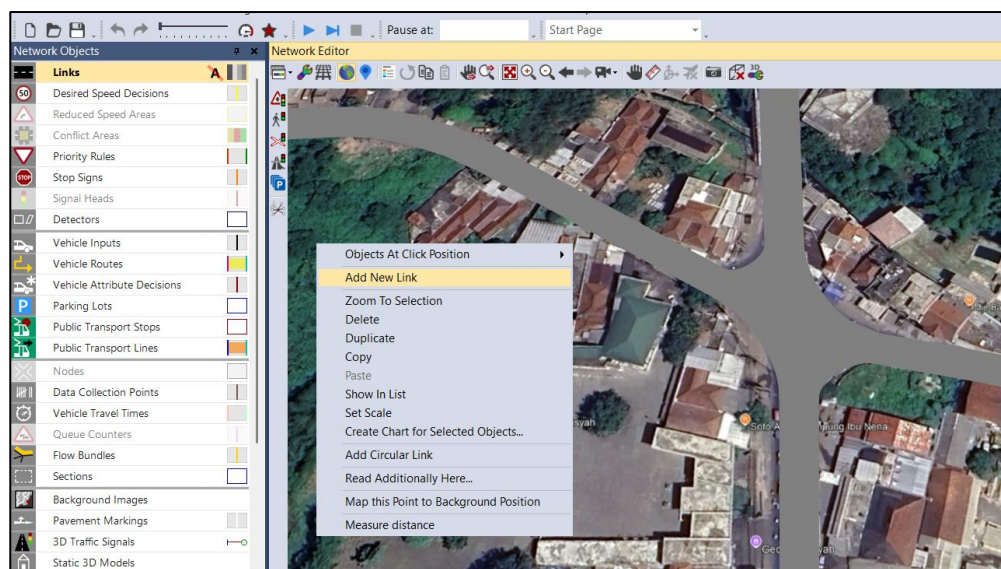 Pause at:
Start Page
Network Objects
Network Editor
Links
A
50
Desired Speed Decisions
Reduced Speed Areas
Conflict Areas
Priority Rules
STOP
Stop Signs
Signal Heads
Detectors
Vehicle Inputs
Vehicle Routes
Vehicle Attribute Decisions
P
Parking Lots
Public Transport Stops
Public Transport Lines
Nodes
Data Collection Points
Vehicle Travel Times
Queue Counters
Flow Bundles
Sections
Background Images
Pavement Markings
3D Traffic Signals
Static 3D Models
3D
P
Objects At Click Position
Add New Link
Zoom To Selection
Delete
Duplicate
Copy
Paste
Show In List
Set Scale
Create Chart for Selected Objects...
Add Circular Link
Read Additionally Here...
Map this Point to Background Position
Measure distance
Soto A
Ibu Nena